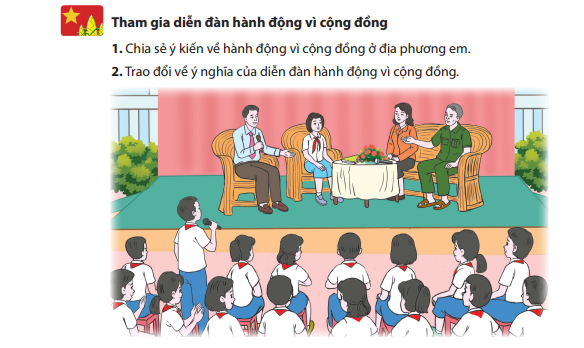 Tham gia diễn đàn hành động vì cộng đồng
1. Chia sẻ ý kiến về hành động vì cộng đồng ở địa phương em.
2. Trao đổi về ý nghĩa của diễn đàn hành động vì cộng đồng.